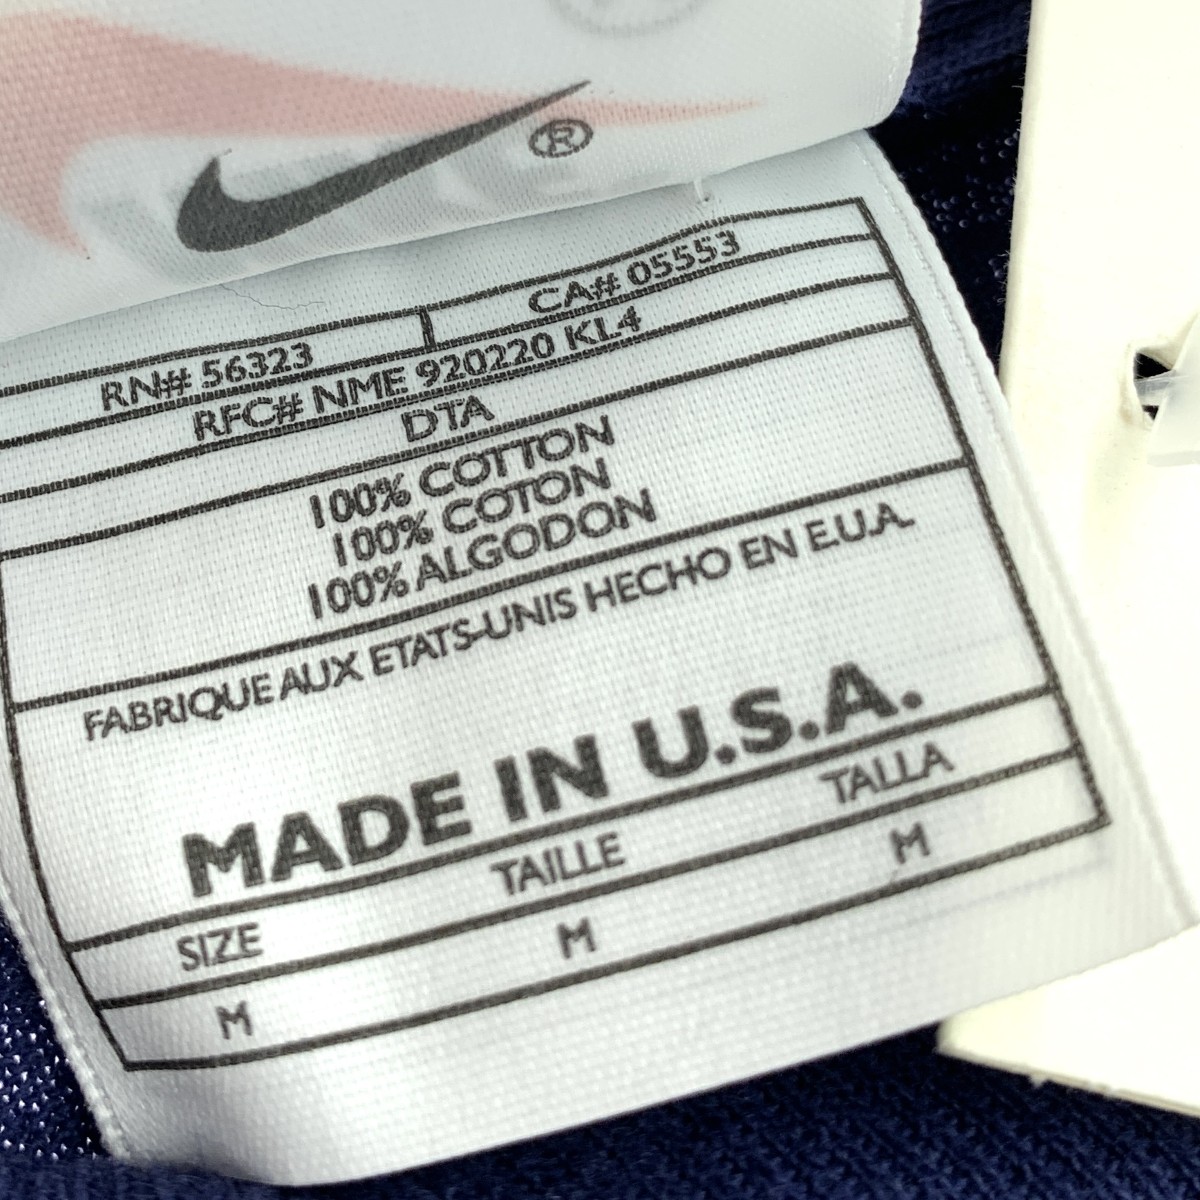 ®
RN# 56323 CA# 05553
RFC# NME 920220 KL4
DTA
100% COTTON
100% COTON
100% ALGODON
FABRIQUE AUX ETATS-UNIS HECHO EN E.U.A.
MADE IN U.S.A.
SIZE TAILLE TALLA
M M M